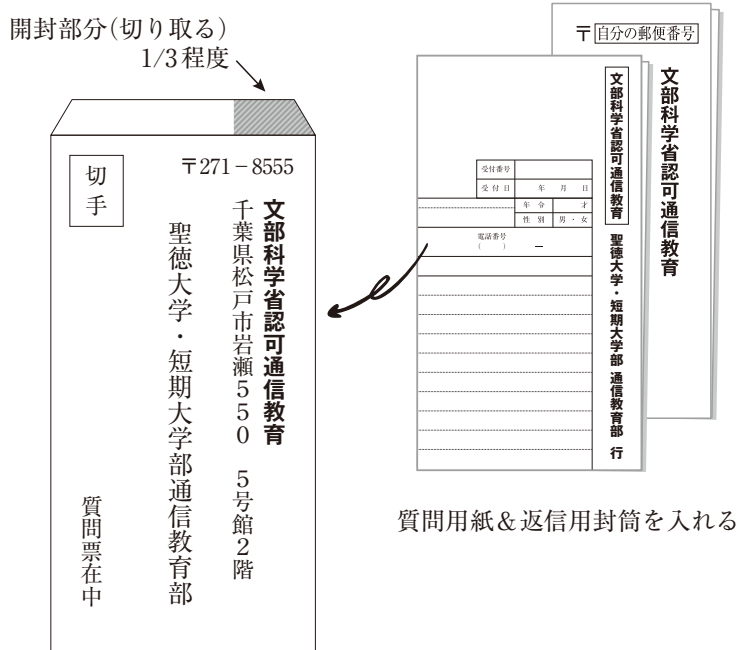 開封部分(切り取る)
1/3程度
切手
〒271－8555
文部科学省認可通信教育
千葉県松戸市岩瀬550　5号館2階
聖徳大学・短期大学部通信教育部
質問票在中
〒自分の郵便番号
文部科学省認可通信教育
文部科学省認可通信教育 聖徳大学・短期大学部 通信教育部 行
受付番号
受付日 年 月 日
年令 才
性別 男・女
電話番号
(　　) ―
質問用紙＆返信用封筒を入れる